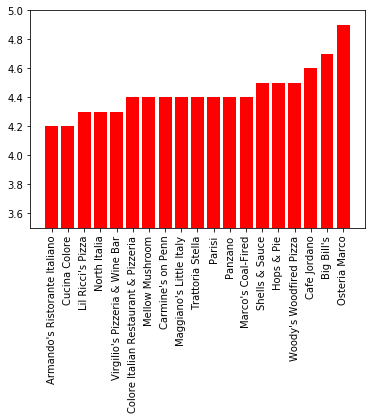 5.0
4.8
4.6
4.4
4.2
4.0
3.8
3.6
Armando's Ristorante Italiano
Cucina Colore
Lil Ricci's Pizza
North Italia
Virgilio's Pizzeria & Wine Bar
Colore Italian Restaurant & Pizzeria
Mellow Mushroom
Carmine's on Penn
Maggiano's Little Italy
Trattoria Stella
Parisi
Panzano
Marco's Coal-Fired
Shells & Sauce
Hops & Pie
Woody's Woodfired Pizza
Cafe Jordano
Big Bill's
Osteria Marco